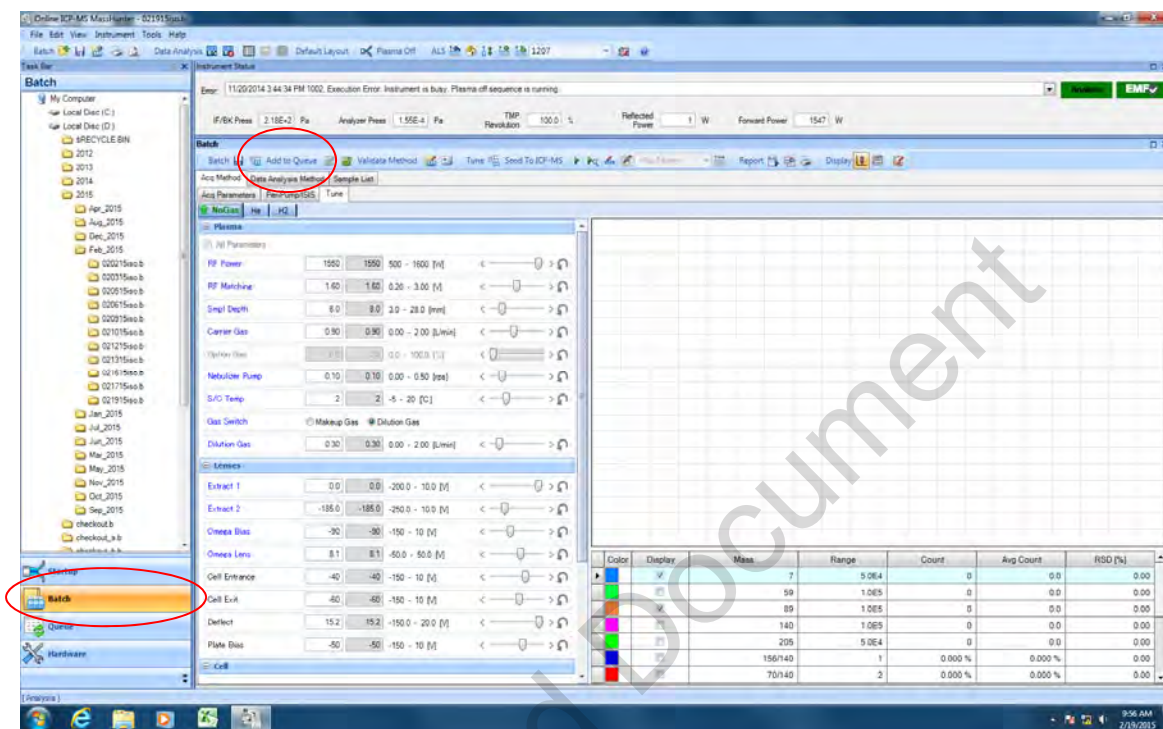 Online ICP-MS MassHunter - 021915iso.b
File Edit View Instrument Tools Help
Batch Data Analysis Default Layout Plasma Off ALS 1207
Task Bar
Instrument Status
Batch
My Computer
Local Disc (C:)
Local Disc (D:)
$RECYCLE.BIN
2012
2013
2014
2015
Apr_2015
Aug_2015
Dec_2015
Feb_2015
020215iso.b
020315iso.b
020515iso.b
020615iso.b
020915iso.b
021015iso.b
021215iso.b
021315iso.b
021615iso.b
021715iso.b
021915iso.b
Jan_2015
Jul_2015
Jun_2015
Mar_2015
May_2015
Nov_2015
Oct_2015
Sep_2015
checkout.b
checkout_a.b
Startup
Batch
Queue
Hardware
Error: 11/20/2014 3:44:34 PM 1002, Execution Error. Instrument is busy. Plasma off sequence is running.
Analysis EMF
IF/BK Press 2.18E+2 Pa Analyzer Press 1.55E-4 Pa TMP Revolution 100.0 % Reflected Power 1 W Forward Power 1547 W
Batch
Batch Add to Queue Validate Method Tune Send To ICP-MS Report Display
Acq Method Data Analysis Method Sample List
Acq Parameters PeriPump/ISIS Tune
NoGas He H2
Plasma
All Parameters
RF Power 1550 1550 500 - 1600 [W]
RF Matching 1.60 1.60 0.20 - 3.00 [V]
Smpl Depth 8.0 8.0 3.0 - 28.0 [mm]
Carrier Gas 0.90 0.90 0.00 - 2.00 [L/min]
Option Gas 0.0 - 100.0 [%]
Nebulizer Pump 0.10 0.10 0.00 - 0.50 [rps]
S/C Temp 2 2 -5 - 20 [°C]
Gas Switch Makeup Gas Dilution Gas
Dilution Gas 0.30 0.30 0.00 - 2.00 [L/min]
Lenses
Extract 1 0.0 0.0 -200.0 - 10.0 [V]
Extract 2 -185.0 -185.0 -250.0 - 10.0 [V]
Omega Bias -90 -90 -150 - 10 [V]
Omega Lens 8.1 8.1 -50.0 - 50.0 [V]
Cell Entrance -40 -40 -150 - 10 [V]
Cell Exit -60 -60 -150 - 10 [V]
Deflect 15.2 15.2 -150.0 - 20.0 [V]
Plate Bias -50 -50 -150 - 10 [V]
Cell
Color Display Mass Range Count Avg Count RSD [%]
7 5.0E4 0 0.0 0.00
59 1.0E5 0 0.0 0.00
89 1.0E5 0 0.0 0.00
140 1.0E5 0 0.0 0.00
205 5.0E4 0 0.0 0.00
156/140 1 0.000 % 0.000 % 0.00
70/140 2 0.000 % 0.000 % 0.00
[Analysis]
9:56 AM
2/19/2015
d Document